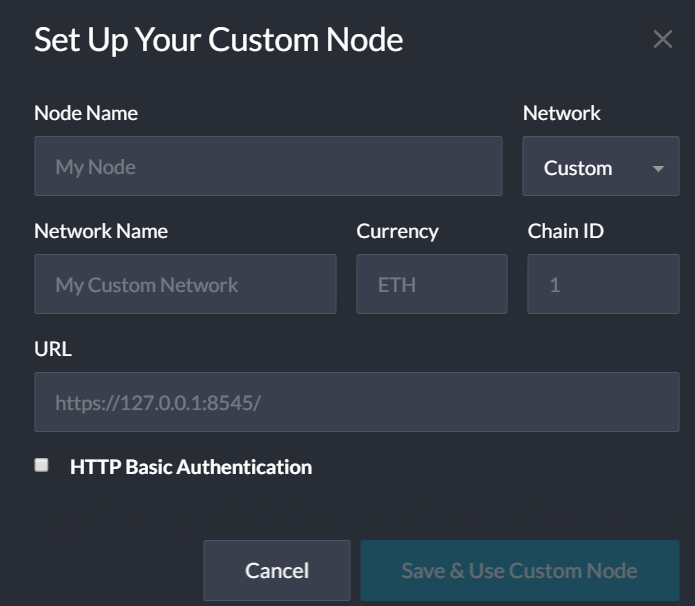 Set Up Your Custom Node
Node Name
Network
My Node
Custom
Network Name
Currency
Chain ID
My Custom Network
ETH
1
URL
https://127.0.0.1:8545/
HTTP Basic Authentication
Cancel
Save & Use Custom Node